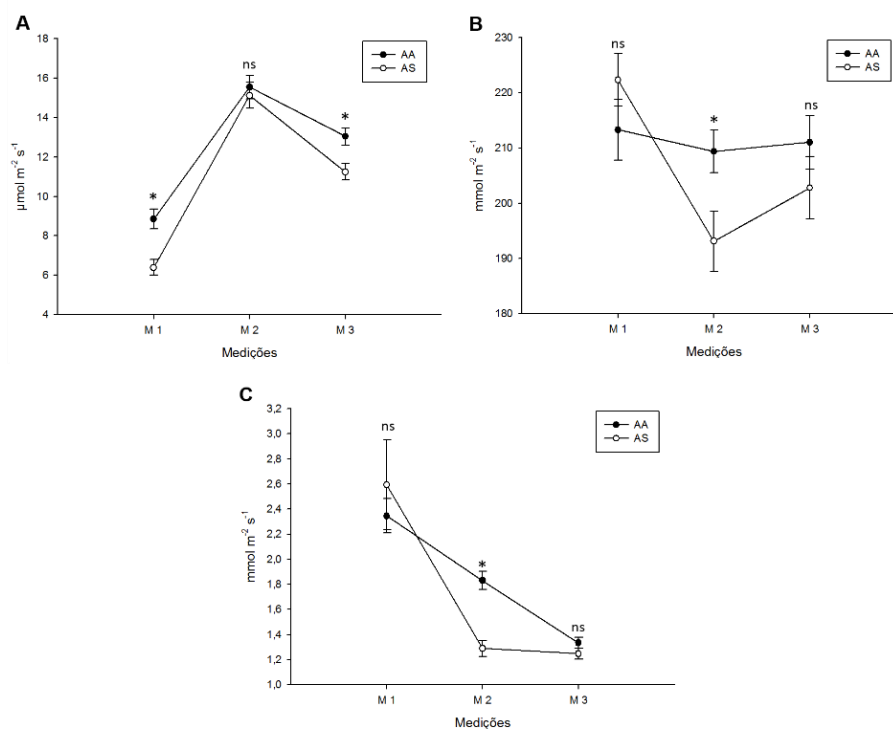 A
18
16
14
12
10
8
6
4
µmol m⁻² s⁻¹
*
ns
*
AA
AS
M 1
M 2
M 3
Medições
B
230
220
210
200
190
180
mmol m⁻² s⁻¹
ns
*
ns
AA
AS
M 1
M 2
M 3
Medições
C
3,2
3,0
2,8
2,6
2,4
2,2
2,0
1,8
1,6
1,4
1,2
1,0
mmol m⁻² s⁻¹
ns
*
ns
AA
AS
M 1
M 2
M 3
Medições